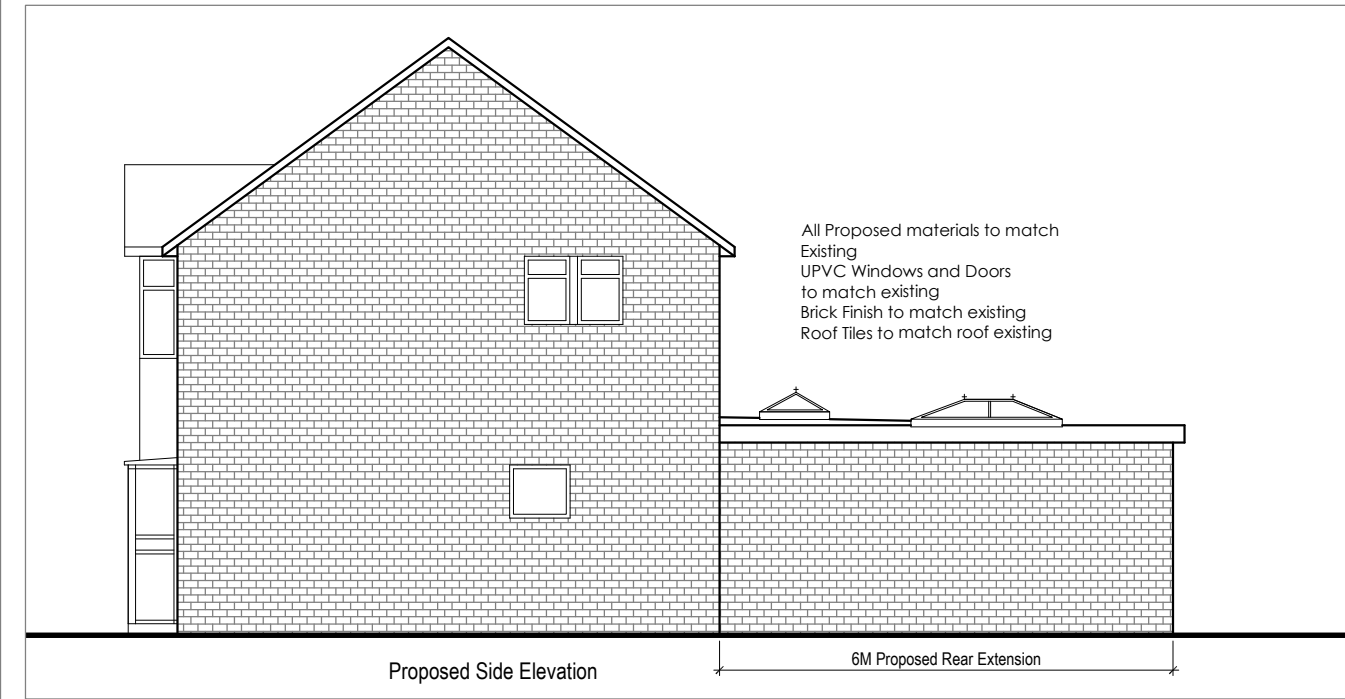 All Proposed materials to match
Existing
UPVC Windows and Doors
to match existing
Brick Finish to match existing
Roof Tiles to match roof existing
6M Proposed Rear Extension
Proposed Side Elevation